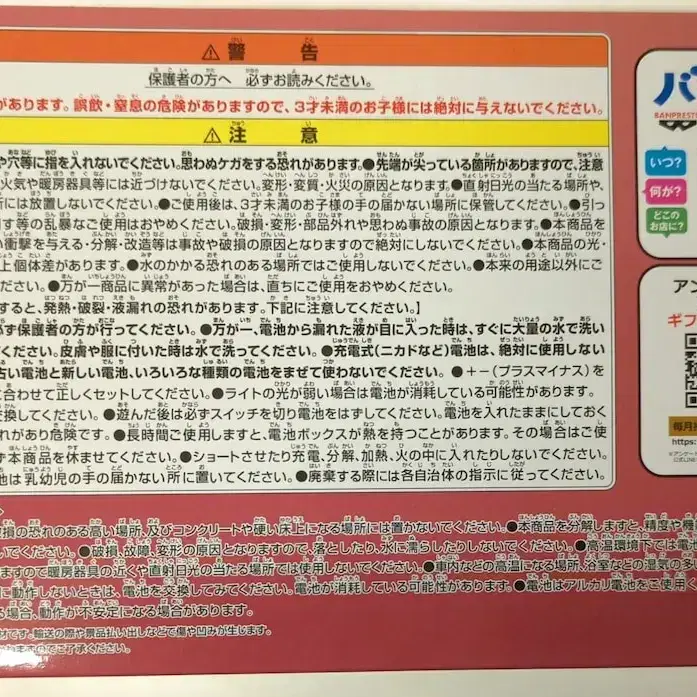 ⚠警告
保護者の方へ 必ずお読みください。
があります。誤飲・窒息の危険がありますので、3才未満のお子様には絶対に与えないでください。
⚠注意
や穴等に指を入れないでください。思わぬケガをする恐れがあります。●先端が尖っている箇所がありますので、注意
火気や暖房器具等には近づけないでください。変形・変質・火災の原因となります。●直射日光の当たる場所や、
所には放置しないでください。●ご使用後は、3才未満のお子様の手の届かない場所に保管してください。●引っ
す等の乱暴なご使用はおやめください。破損・変形・部品外れや思わぬ事故の原因となります。●本商品を
い衝撃を与える・分解・改造等は事故や破損の原因となりますので絶対にしないでください。●本商品の光・
上個体差があります。●水のかかる恐れのある場所ではご使用しないでください。●本来の用途以外にご
ださい。●万が一商品に異常があった場合は、直ちにご使用をおやめください。
すると、発熱・破裂・液漏れの恐れがあります。下記に注意してください。】
必ず保護者の方が行ってください。●万が一、電池から漏れた液が目に入った時は、すぐに大量の水で洗い
ください。皮膚や服に付いた時は水で洗ってください。●充電式(ニカドなど)電池は、絶対に使用しない
古い電池と新しい電池、いろいろな種類の電池をまぜて使わないでください。●+-(プラスマイナス)を
に合わせて正しくセットしてください。●ライトの光が弱い場合は電池が消耗している可能性があります。
交換してください。●遊んだ後は必ずスイッチを切り電池をはずしてください。電池を入れたままにしておく
れがあり危険です。●長時間ご使用しますと、電池ボックスが熱を持つことがあります。その場合はご使
ず本商品を休ませてください。●ショートさせたり充電、分解、加熱、火の中に入れたりしないでください。
池は乳幼児の手の届かない所に置いてください。●廃棄する際には各自治体の指示に従ってください。
破損の恐れのある高い場所、及びコンクリートや硬い床上になる場所には置かないでください。●本商品を分解しますと、精度や機
いでください。●破損、故障、変形の原因となりますので、落としたり、水に濡らしたりしないでください。●高温環境下では電
ますので暖房器具の近くや直射日光の当たる場所では使用しないでください。●車内などの高温になる場所、浴室などの湿気の多い
に動作しないときは、電池を交換してみてください。電池が消耗している可能性があります。●電池はアルカリ電池をご使用
る場合、動作が不安定になる場合があります。
材です。輸送の際や景品払い出しなどで傷や凹みが生じます。
りますのでご了承ください。
バ
BANPREST
いつ?
何が?
どこの
お店に?
アン
ギフ
毎月
https:
※アンケート
公式LINE